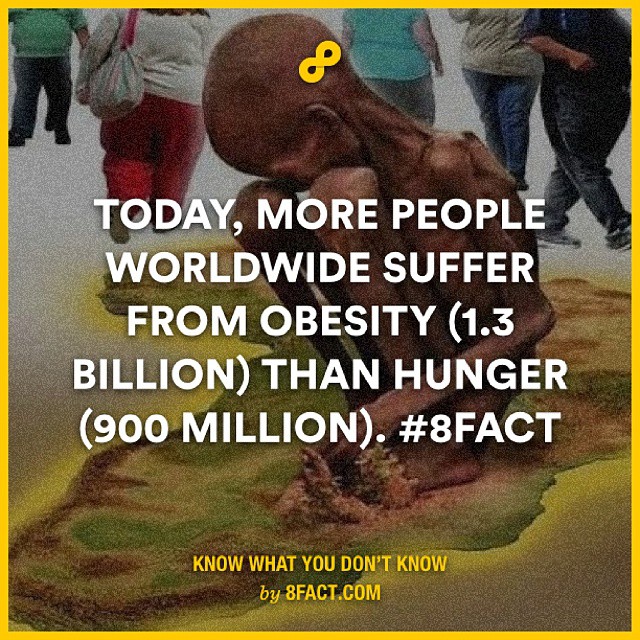 TODAY, MORE PEOPLE
WORLDWIDE SUFFER
FROM OBESITY (1.3
BILLION) THAN HUNGER
(900 MILLION). #8FACT
KNOW WHAT YOU DON'T KNOW
by 8FACT.COM